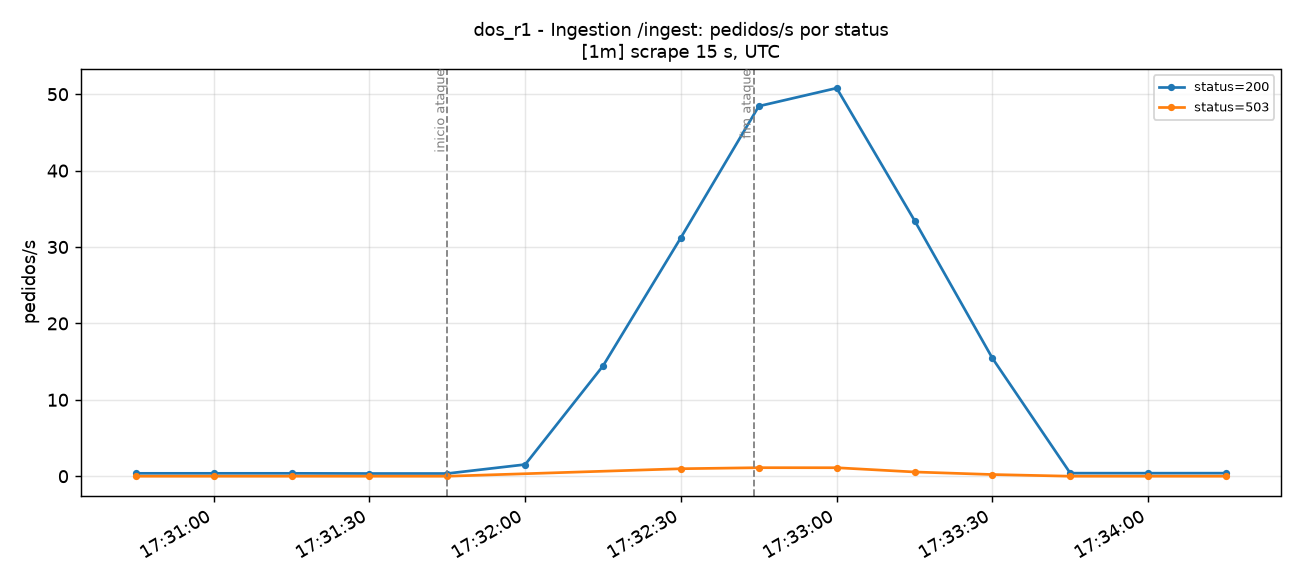 dos_r1 - Ingestion /ingest: pedidos/s por status
[1m] scrape 15 s, UTC
inicio ataque
fim ataque
status=200
status=503
pedidos/s
50
40
30
20
10
0
17:31:00
17:31:30
17:32:00
17:32:30
17:33:00
17:33:30
17:34:00